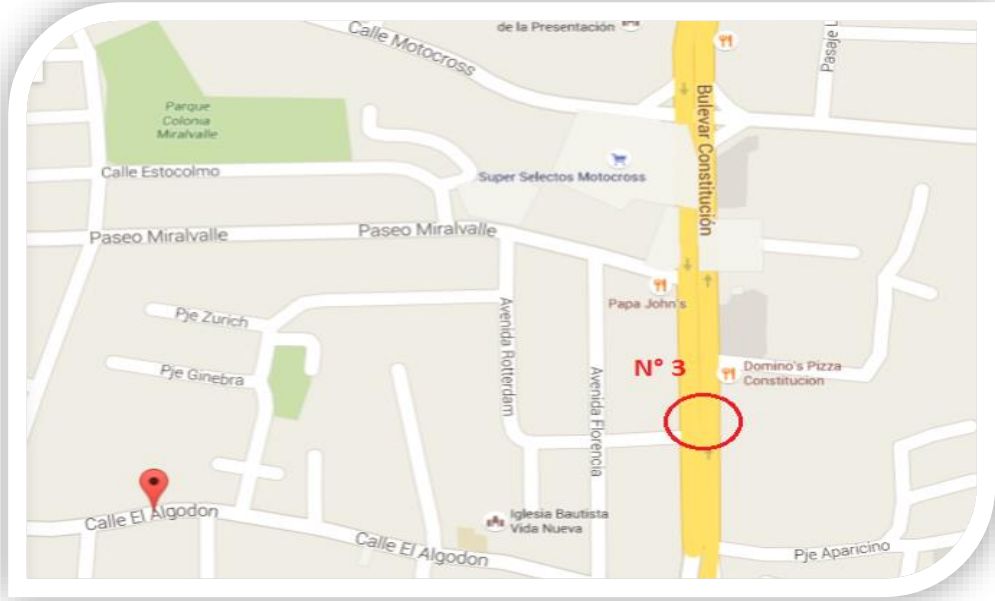 de la Presentación
Calle Motocross
Pasaje L
Parque
Colonia
Miralvalle
Bulevar Constitución
Calle Estocolmo
Super Selectos Motocross
Paseo Miralvalle
Paseo Miralvalle
Papa John's
Pje Zurich
Avenida Rotterdam
N° 3
Domino's Pizza
Constitucion
Pje Ginebra
Avenida Florencia
Calle El Algodon
Iglesia Bautista
Vida Nueva
Calle El Algodon
Pje Aparicino